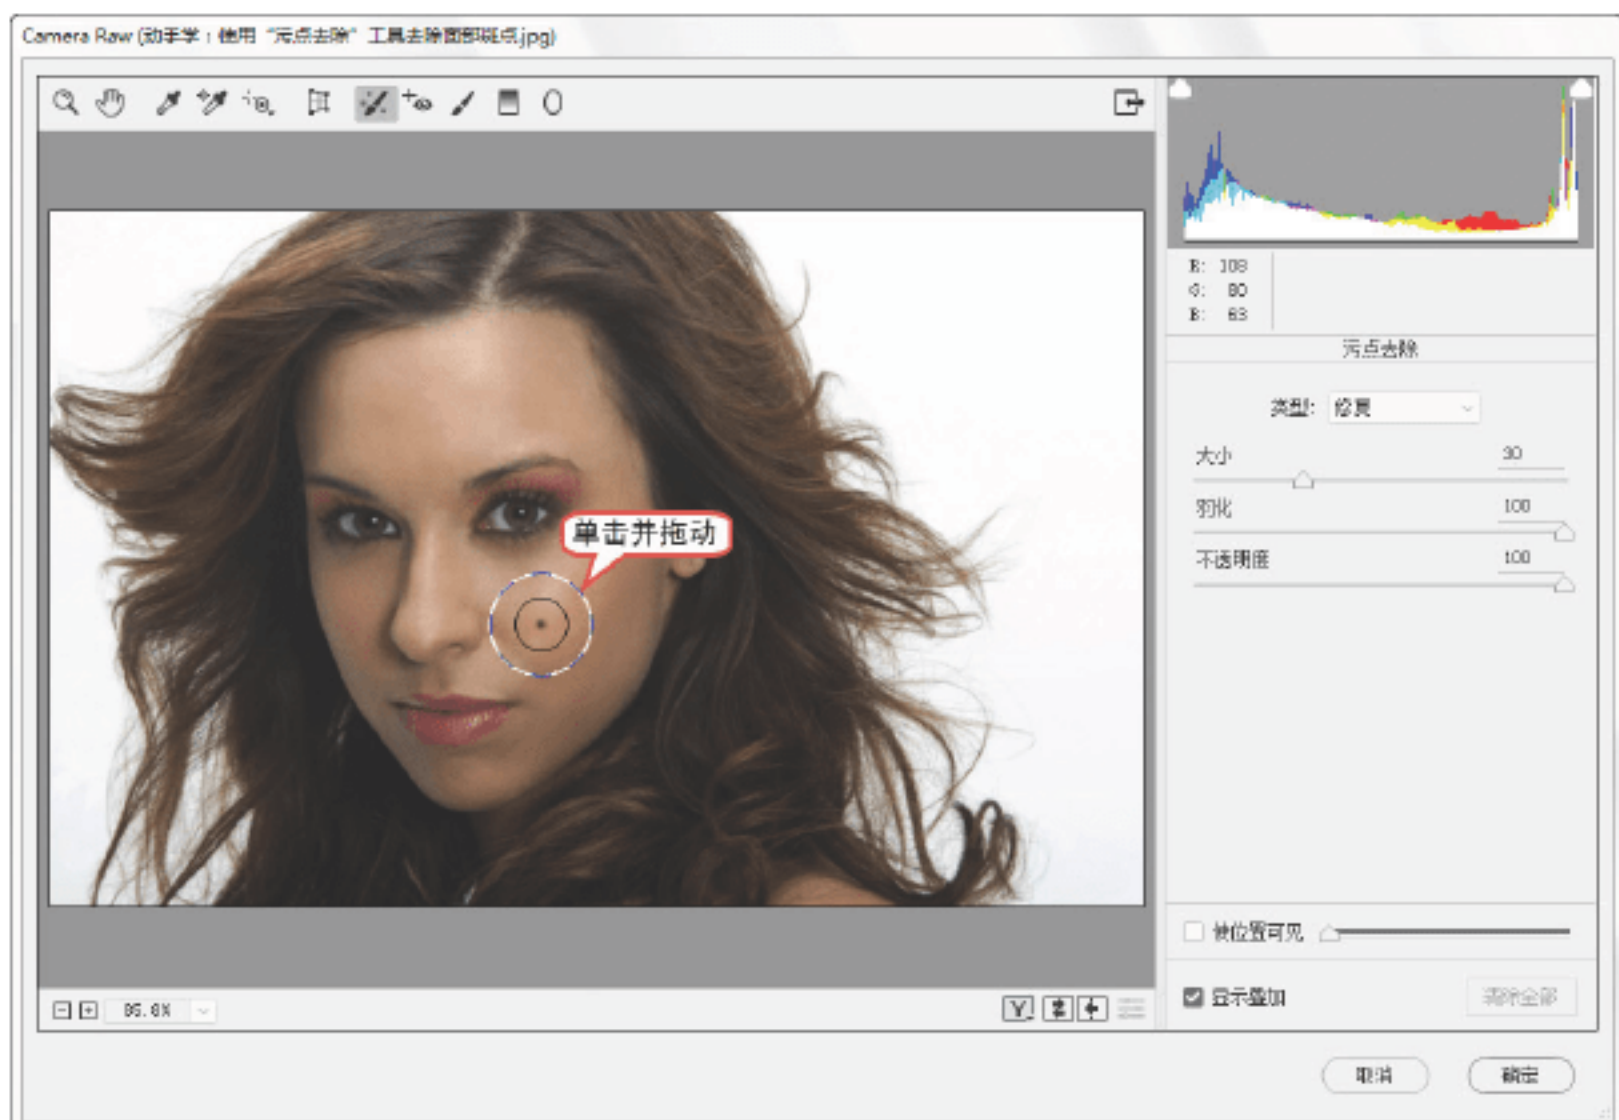 Camera Raw (动手学：使用“污点去除”工具去除面部斑点.jpg)
R: 108
G: 80
B: 63
污点去除
类型: 修复
大小 30
羽化 100
单击并拖动
不透明度 100
使位置可见
显示叠加 清除全部
85.8%
取消 确定